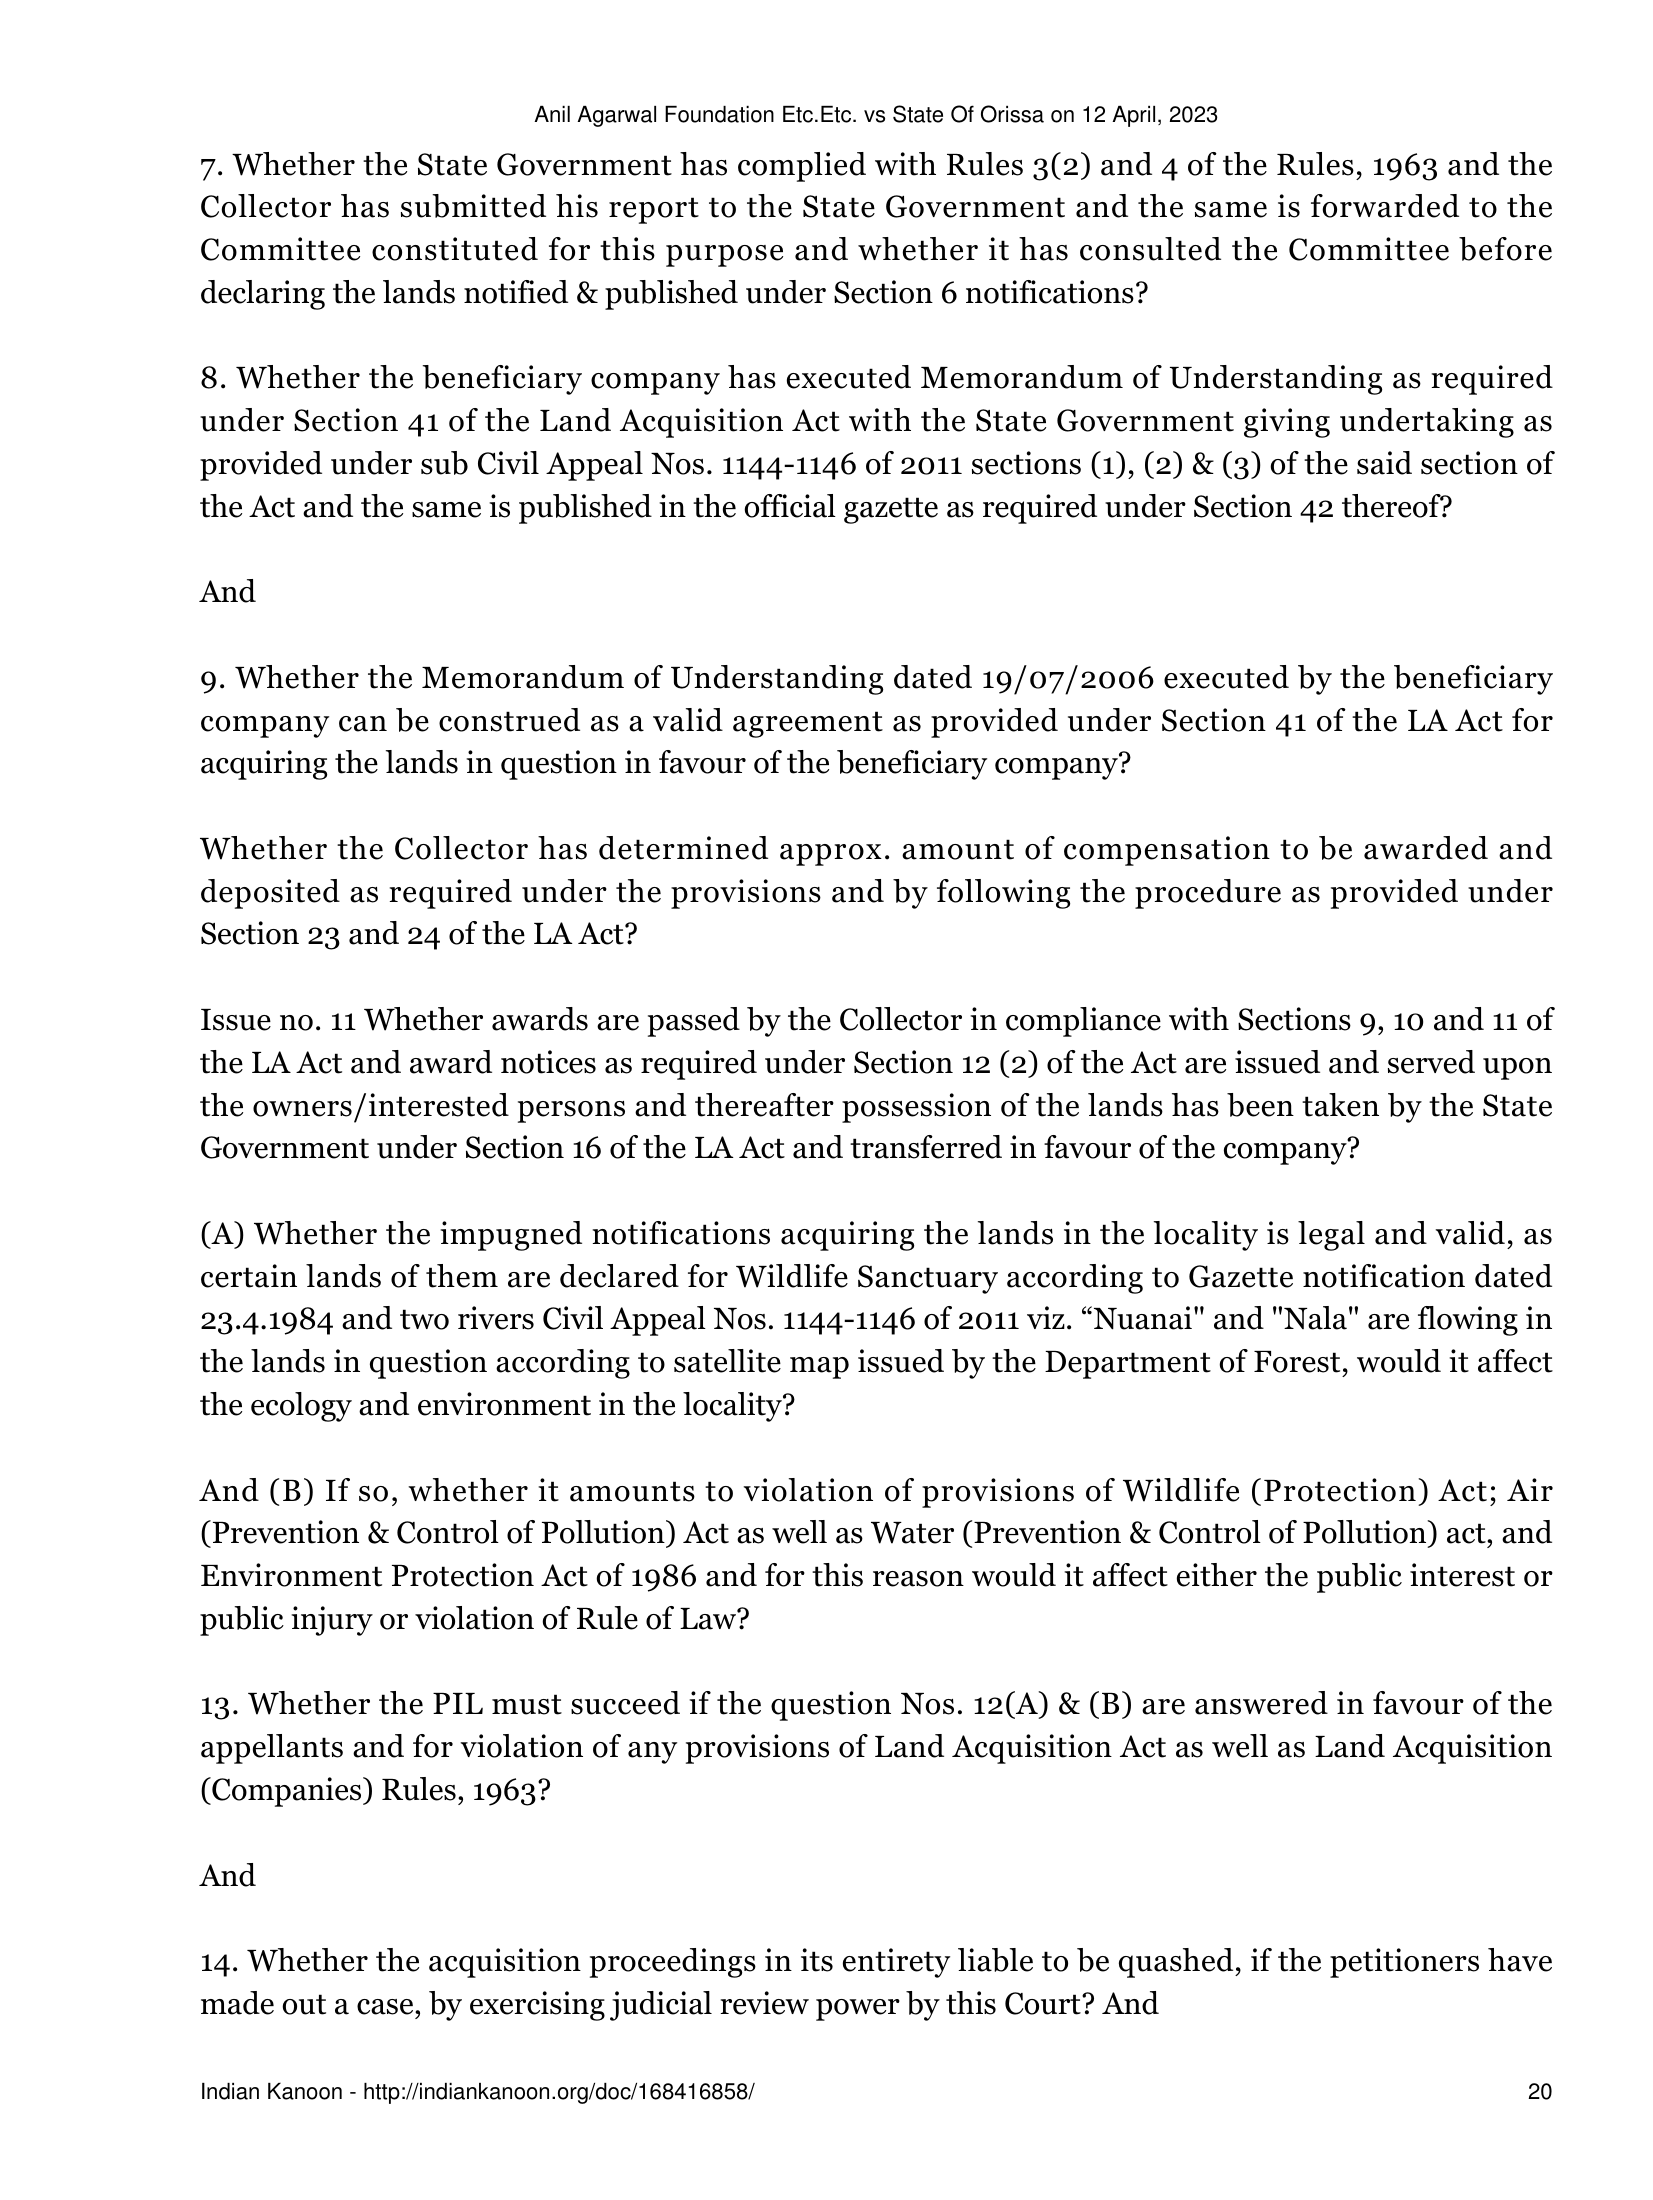 Anil Agarwal Foundation Etc.Etc. vs State Of Orissa on 12 April, 2023
7. Whether the State Government has complied with Rules 3(2) and 4 of the Rules, 1963 and the
Collector has submitted his report to the State Government and the same is forwarded to the
Committee constituted for this purpose and whether it has consulted the Committee before
declaring the lands notified & published under Section 6 notifications?
8. Whether the beneficiary company has executed Memorandum of Understanding as required
under Section 41 of the Land Acquisition Act with the State Government giving undertaking as
provided under sub Civil Appeal Nos. 1144-1146 of 2011 sections (1), (2) & (3) of the said section of
the Act and the same is published in the official gazette as required under Section 42 thereof?
And
9. Whether the Memorandum of Understanding dated 19/07/2006 executed by the beneficiary
company can be construed as a valid agreement as provided under Section 41 of the LA Act for
acquiring the lands in question in favour of the beneficiary company?
Whether the Collector has determined approx. amount of compensation to be awarded and
deposited as required under the provisions and by following the procedure as provided under
Section 23 and 24 of the LA Act?
Issue no. 11 Whether awards are passed by the Collector in compliance with Sections 9, 10 and 11 of
the LA Act and award notices as required under Section 12 (2) of the Act are issued and served upon
the owners/interested persons and thereafter possession of the lands has been taken by the State
Government under Section 16 of the LA Act and transferred in favour of the company?
(A) Whether the impugned notifications acquiring the lands in the locality is legal and valid, as
certain lands of them are declared for Wildlife Sanctuary according to Gazette notification dated
23.4.1984 and two rivers Civil Appeal Nos. 1144-1146 of 2011 viz. “Nuanai" and "Nala" are flowing in
the lands in question according to satellite map issued by the Department of Forest, would it affect
the ecology and environment in the locality?
And (B) If so, whether it amounts to violation of provisions of Wildlife (Protection) Act; Air
(Prevention & Control of Pollution) Act as well as Water (Prevention & Control of Pollution) act, and
Environment Protection Act of 1986 and for this reason would it affect either the public interest or
public injury or violation of Rule of Law?
13. Whether the PIL must succeed if the question Nos. 12(A) & (B) are answered in favour of the
appellants and for violation of any provisions of Land Acquisition Act as well as Land Acquisition
(Companies) Rules, 1963?
And
14. Whether the acquisition proceedings in its entirety liable to be quashed, if the petitioners have
made out a case, by exercising judicial review power by this Court? And
Indian Kanoon - http://indiankanoon.org/doc/168416858/ 20